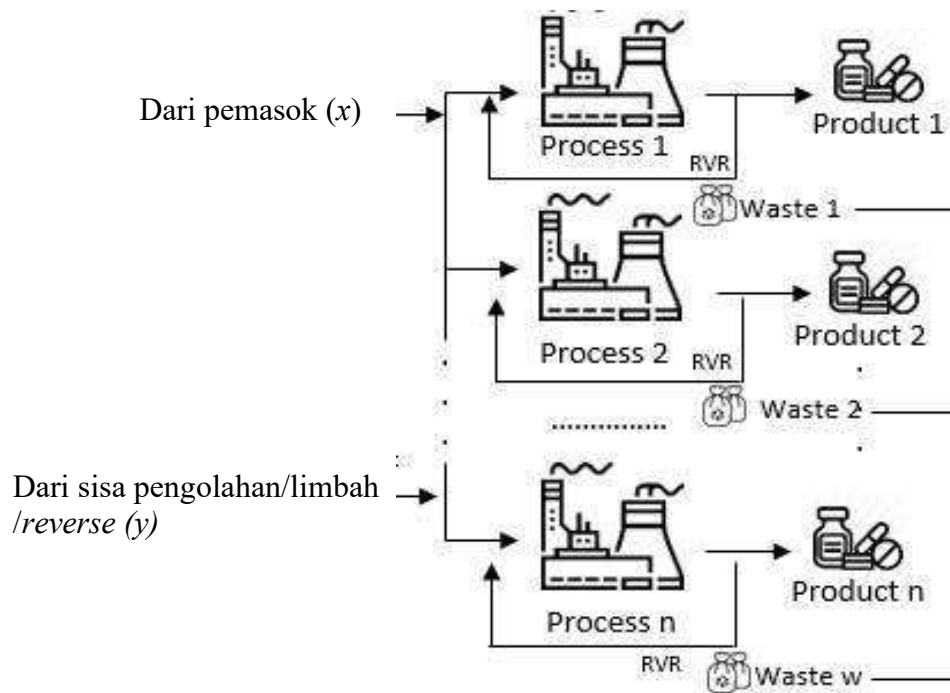 Dari pemasok (x)
Process 1
Product 1
RVR
Waste 1
Process 2
Product 2
RVR
Waste 2
Dari sisa pengolahan/limbah
/reverse (y)
Process n
Product n
RVR
Waste w